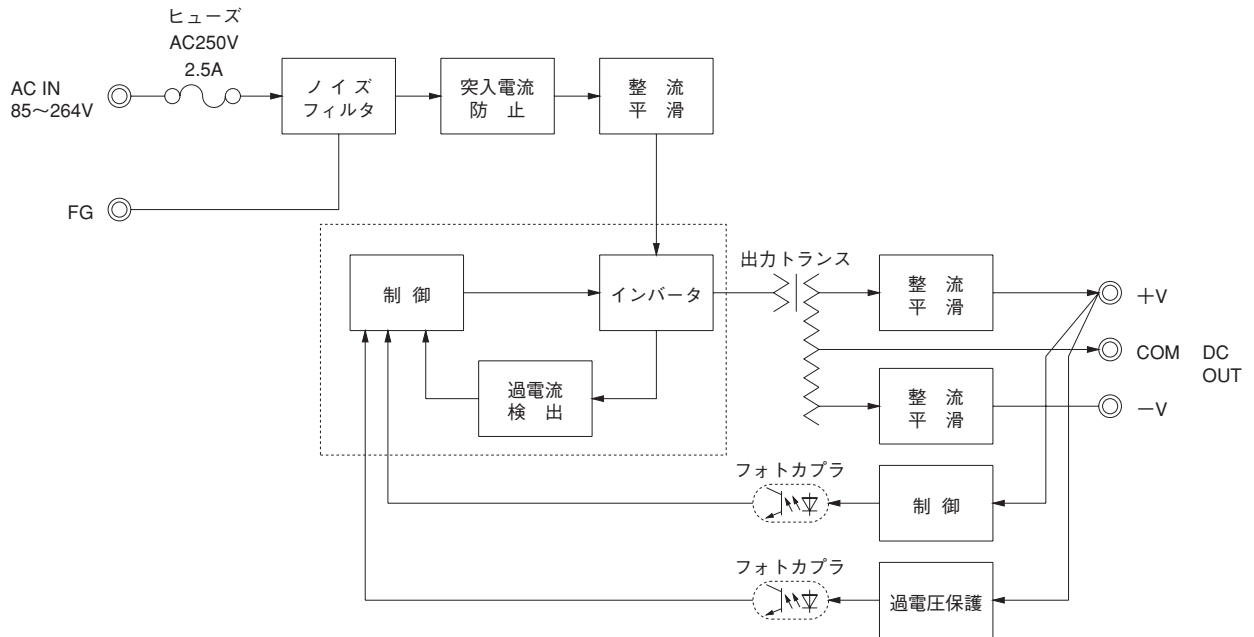 ヒューズ
AC250V
2.5A
AC IN
85～264V
ノイズ
フィルタ
突入電流
防止
整流
平滑
FG
制御
インバータ
過電流
検出
出力トランス
整流
平滑
＋V
COM
DC
OUT
整流
平滑
－V
フォトカプラ
制御
フォトカプラ
過電圧保護